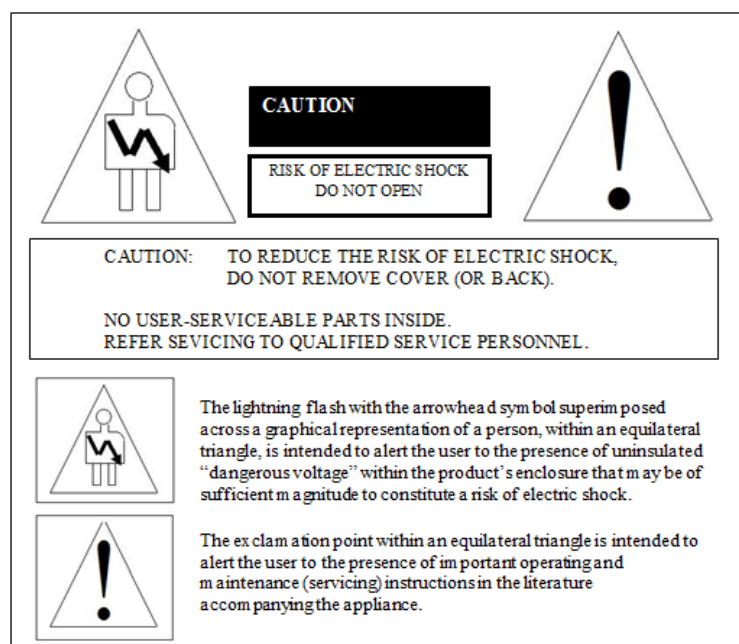 CAUTION
RISK OF ELECTRIC SHOCK
DO NOT OPEN
CAUTION: TO REDUCE THE RISK OF ELECTRIC SHOCK,
DO NOT REMOVE COVER (OR BACK).
NO USER-SERVICEABLE PARTS INSIDE.
REFER SEVICING TO QUALIFIED SERVICE PERSONNEL.
The lightning flash with the arrowhead symbol superimposed
across a graphical representation of a person, within an equilateral
triangle, is intended to alert the user to the presence of uninsulated
“dangerous voltage” within the product’s enclosure that may be of
sufficient magnitude to constitute a risk of electric shock.
The exclamation point within an equilateral triangle is intended to
alert the user to the presence of important operating and
maintenance (servicing) instructions in the literature
accompanying the appliance.